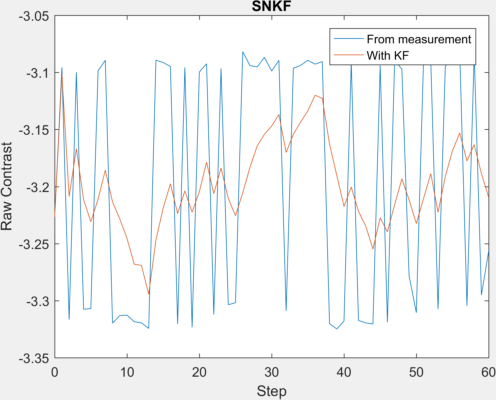 SNKF
-3.05
From measurement
With KF
-3.1
-3.15
-3.2
-3.25
-3.3
-3.35
Raw Contrast
0 10 20 30 40 50 60
Step